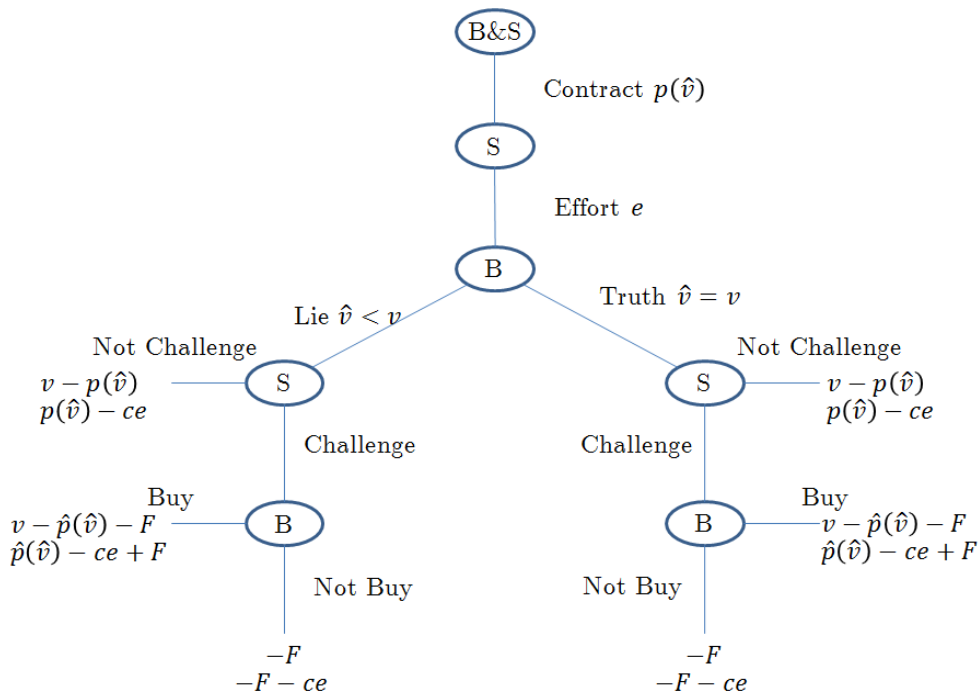 B&S
Contract p(v̂)
S
Effort e
B
Lie v̂ < v
Truth v̂ = v
Not Challenge
v − p(v̂)
p(v̂) − ce
S
S
Not Challenge
v − p(v̂)
p(v̂) − ce
Challenge
Challenge
Buy
v − p̂(v̂) − F
p̂(v̂) − ce + F
B
B
Buy
v − p̂(v̂) − F
p̂(v̂) − ce + F
Not Buy
Not Buy
−F
−F − ce
−F
−F − ce